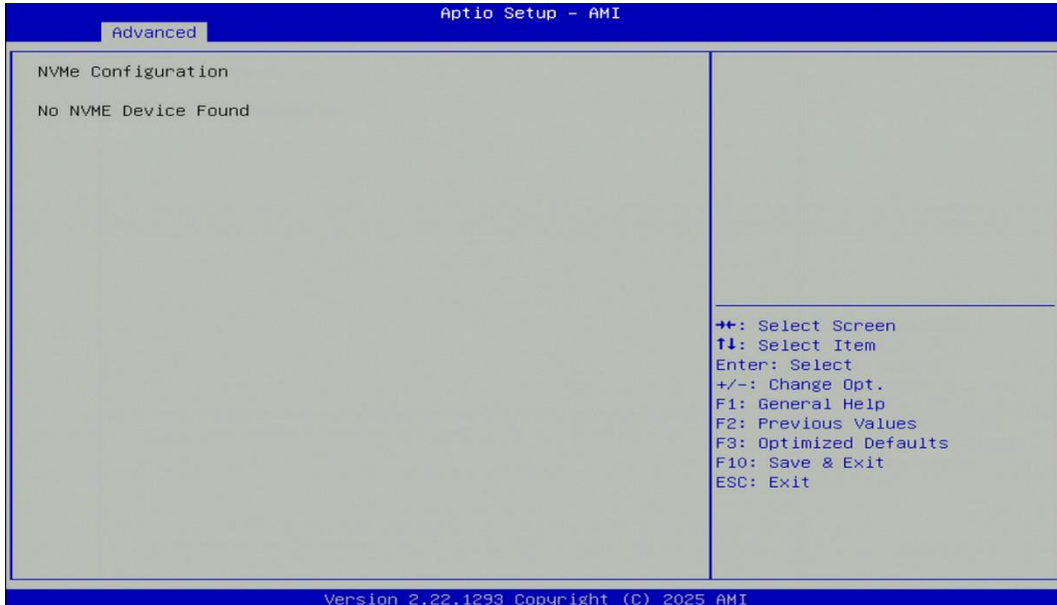 Aptio Setup – AMI
Advanced
NVMe Configuration
No NVME Device Found
→←: Select Screen
↑↓: Select Item
Enter: Select
+/-: Change Opt.
F1: General Help
F2: Previous Values
F3: Optimized Defaults
F10: Save & Exit
ESC: Exit
Version 2.22.1293 Copyright (C) 2025 AMI